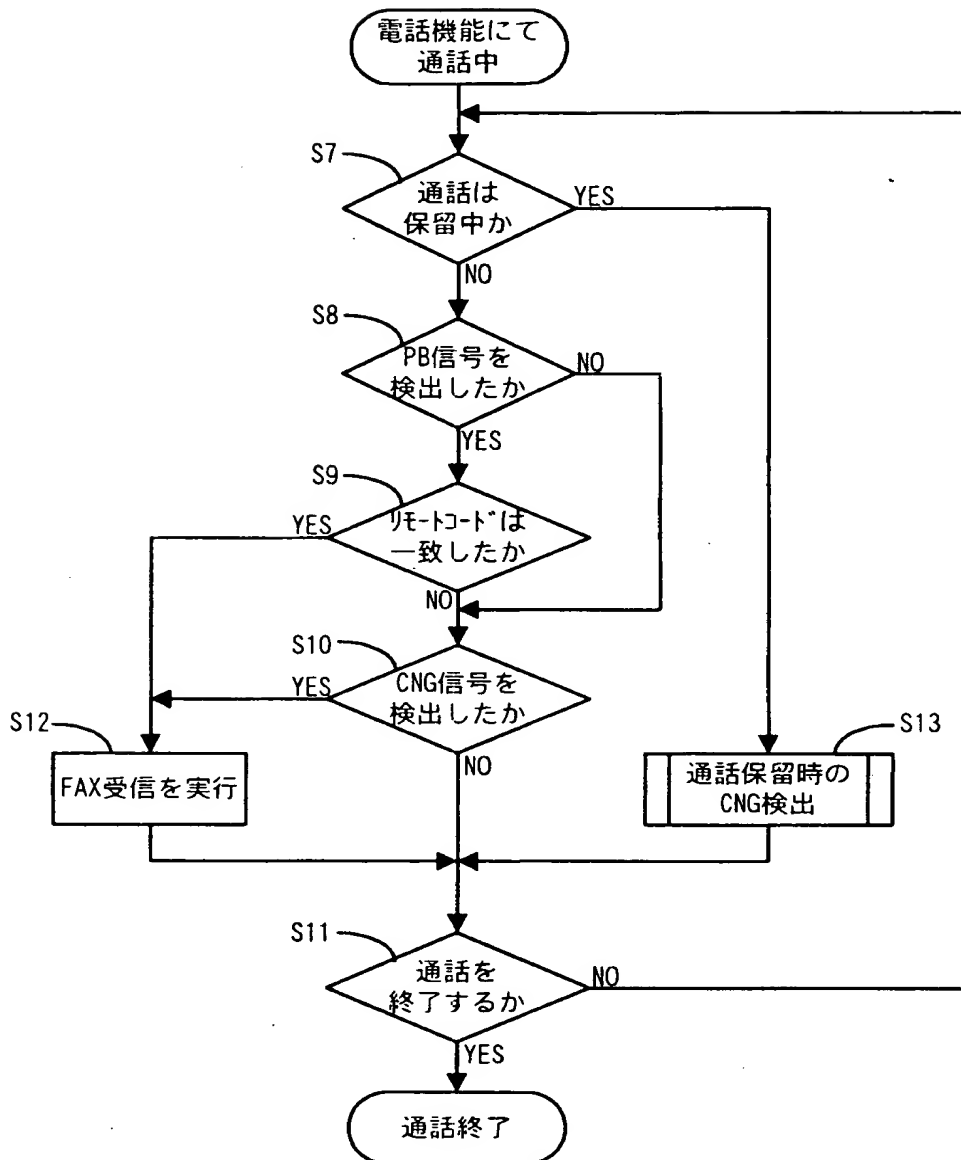 電話機能にて
通話中
S7
通話は
保留中か
YES
NO
S8
PB信号を
検出したか
NO
YES
S9
ﾘﾓｰﾄｺｰﾄﾞは
一致したか
YES
NO
S10
CNG信号を
検出したか
YES
NO
S12
FAX受信を実行
S13
通話保留時の
CNG検出
S11
通話を
終了するか
NO
YES
通話終了